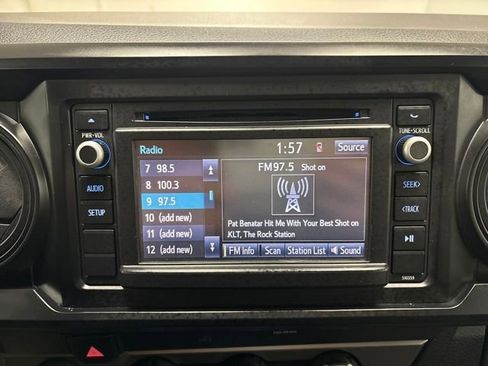 PWR•VOL
AUDIO
SETUP
TUNE•SCROLL
SEEK>
<TRACK
Radio
1:57
Source
7 98.5
8 100.3
9 97.5
10 (add new)
11 (add new)
12 (add new)
FM97.5 Shot on
Pat Benatar Hit Me With Your Best Shot on
KLT, The Rock Station
FM Info
Scan
Station List
Sound